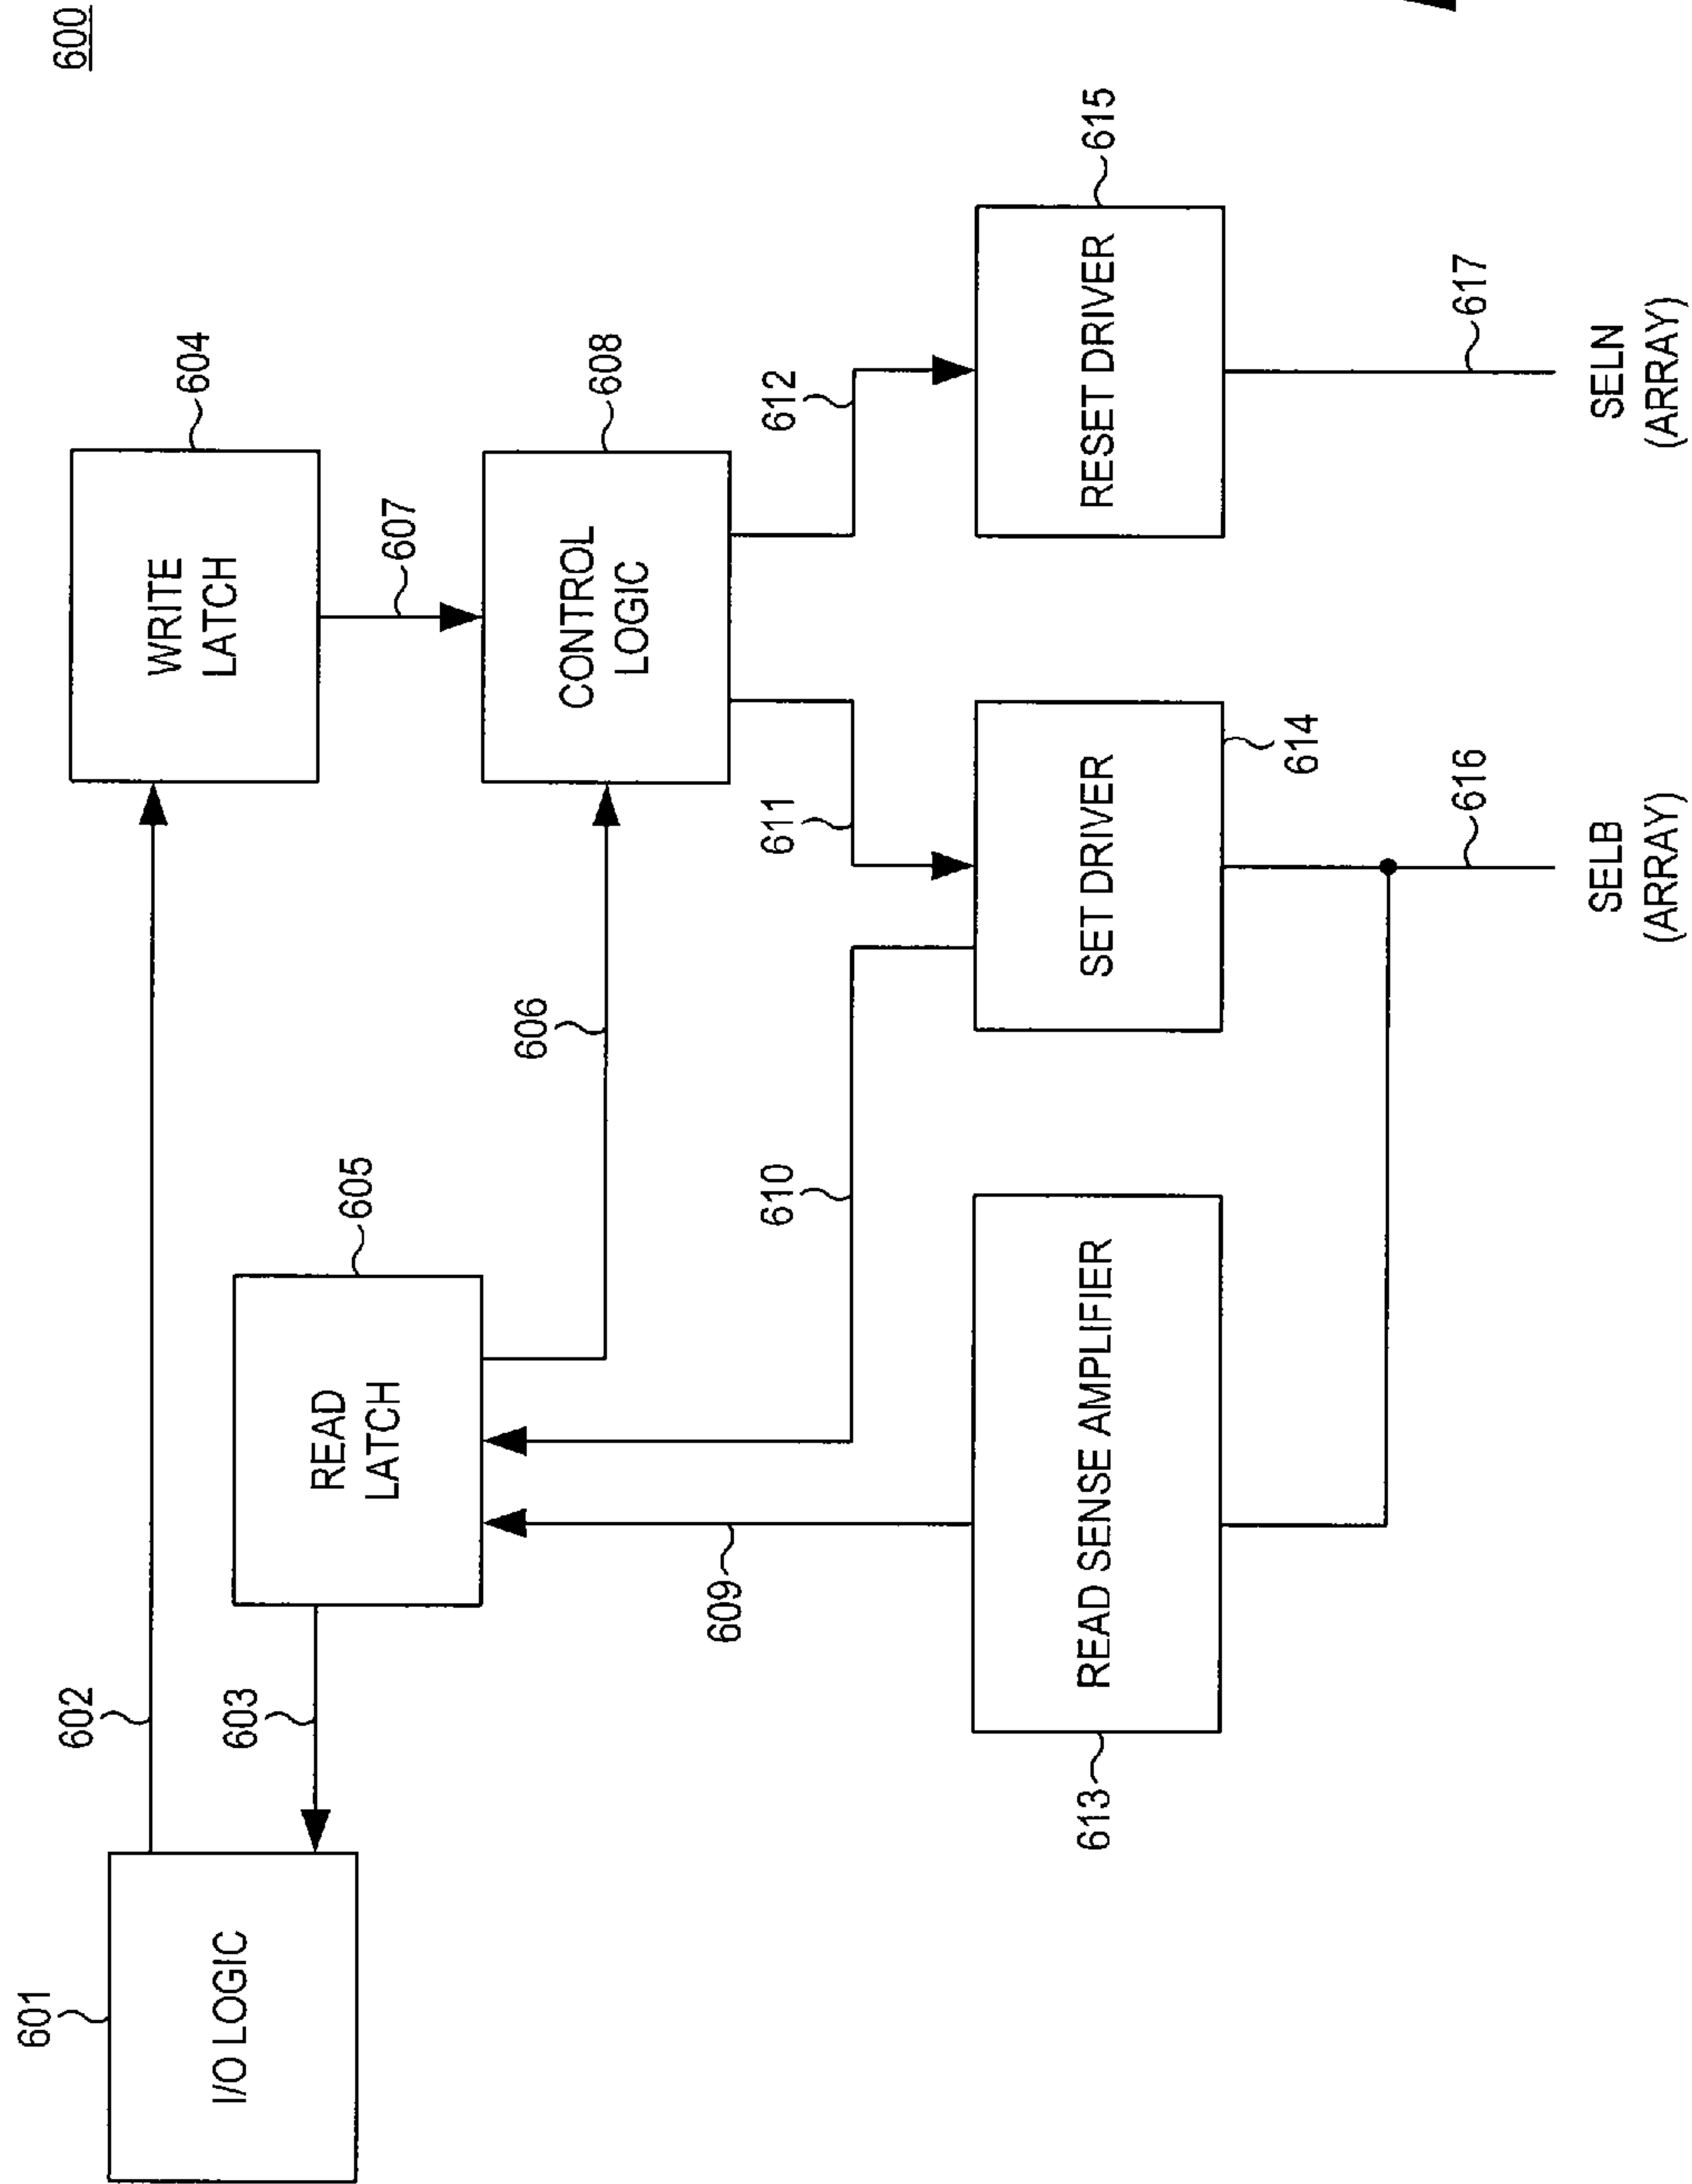 600
601
I/O LOGIC
602
603
WRITE
LATCH
604
READ
LATCH
605
606
607
CONTROL
LOGIC
608
609
610
611
612
READ SENSE AMPLIFIER
613
SET DRIVER
614
RESET DRIVER
615
616
617
SELB
(ARRAY)
SELN
(ARRAY)